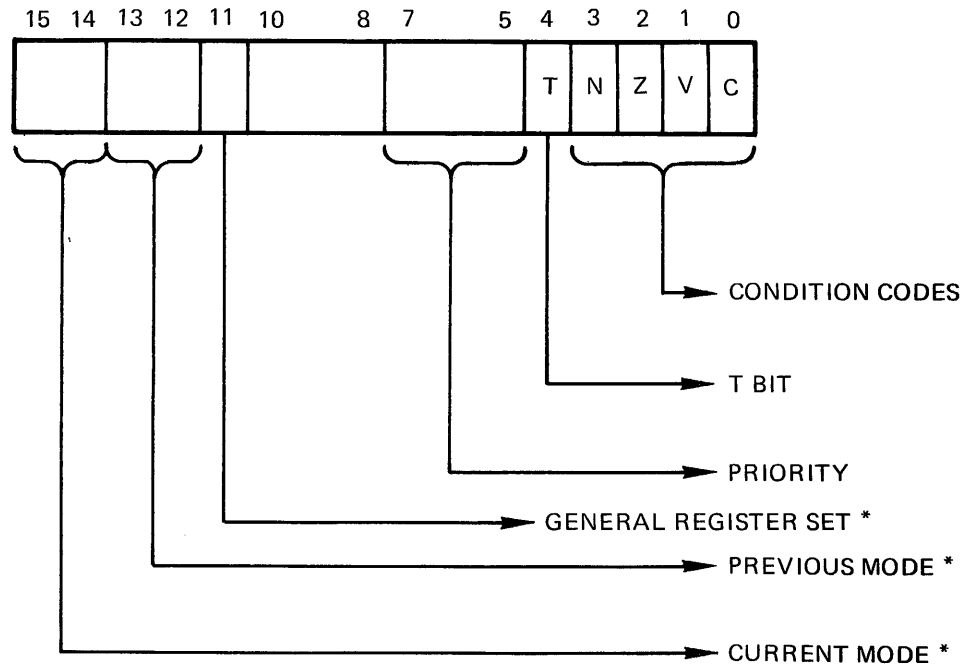 15 14 13 12 11 10 8 7 5 4 3 2 1 0
T N Z V C
CONDITION CODES
T BIT
PRIORITY
GENERAL REGISTER SET *
PREVIOUS MODE *
CURRENT MODE *